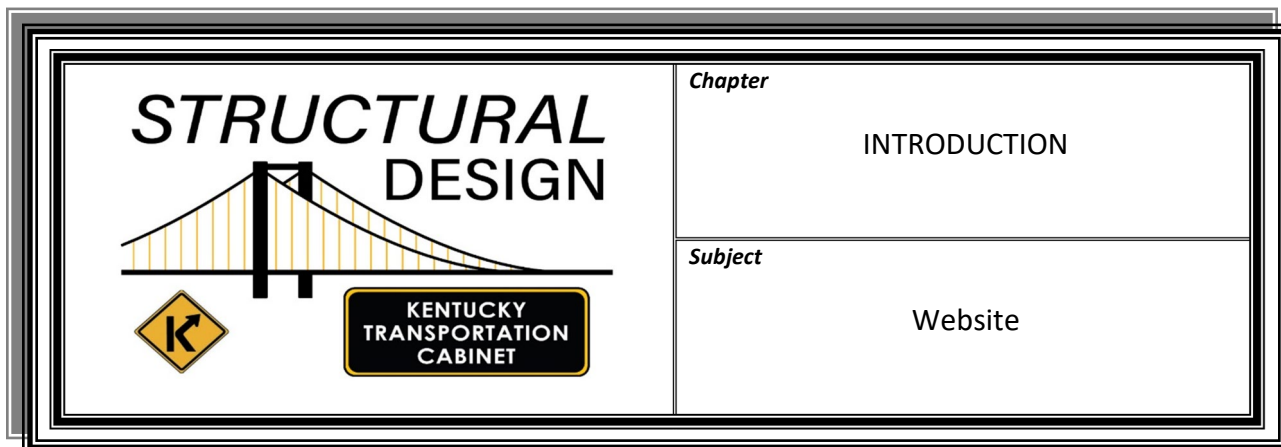 STRUCTURAL
DESIGN
K
KENTUCKY
TRANSPORTATION
CABINET
Chapter
INTRODUCTION
Subject
Website